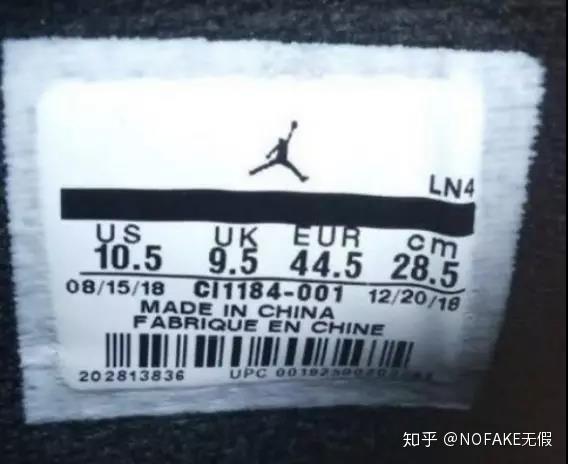 LN4
US UK EUR cm
10.5 9.5 44.5 28.5
08/15/18 CI1184-001 12/20/18
MADE IN CHINA
FABRIQUE EN CHINE
202813836 UPC
知乎 @NOFAKE无假